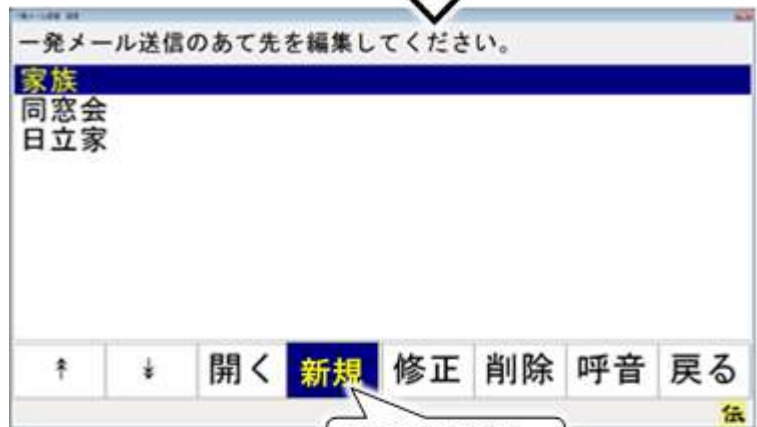 一発メール送信のあて先を編集してください。
家族
同窓会
日立家
↟ ↡ 開く 新規 修正 削除 呼音 戻る
伝